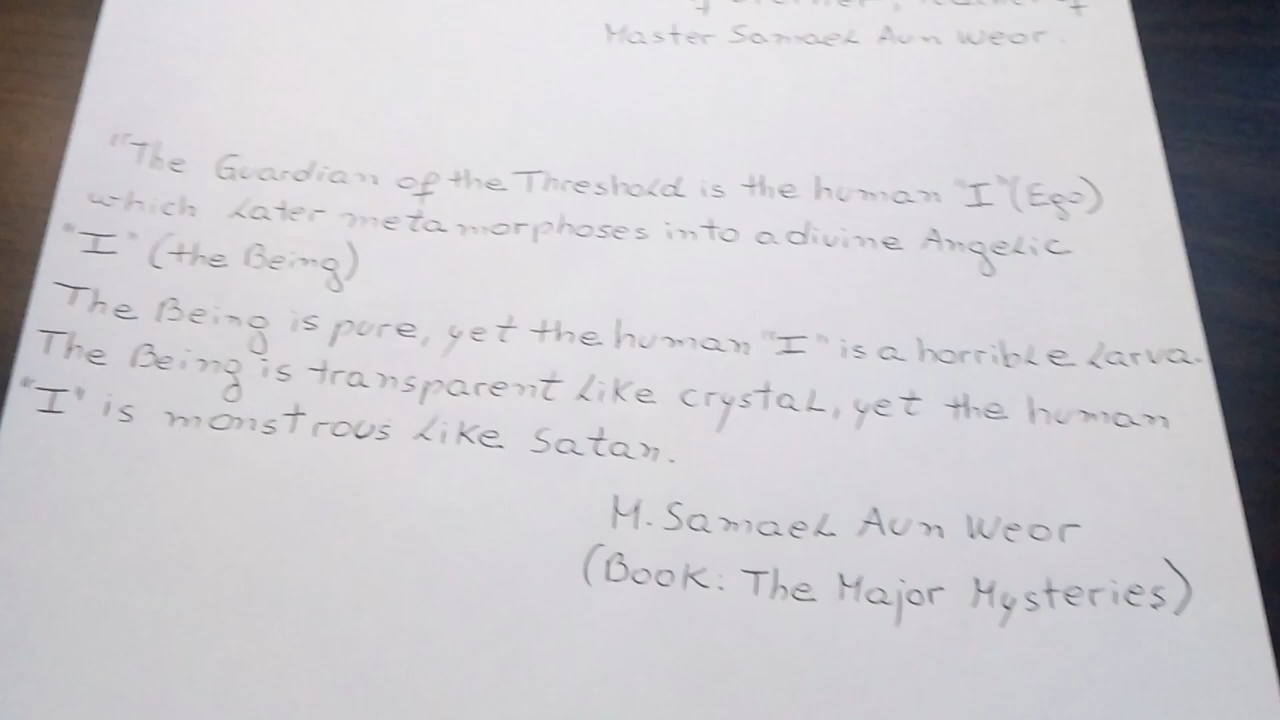 Master Samael Aun Weor.
"The Guardian of the Threshold is the human "I" (Ego)
which later metamorphoses into a divine Angelic
"I" (the Being)
The Being is pure, yet the human "I" is a horrible larva.
The Being is transparent like crystal, yet the human
"I" is monstrous like Satan.
M. Samael Aun Weor
(Book: The Major Mysteries)